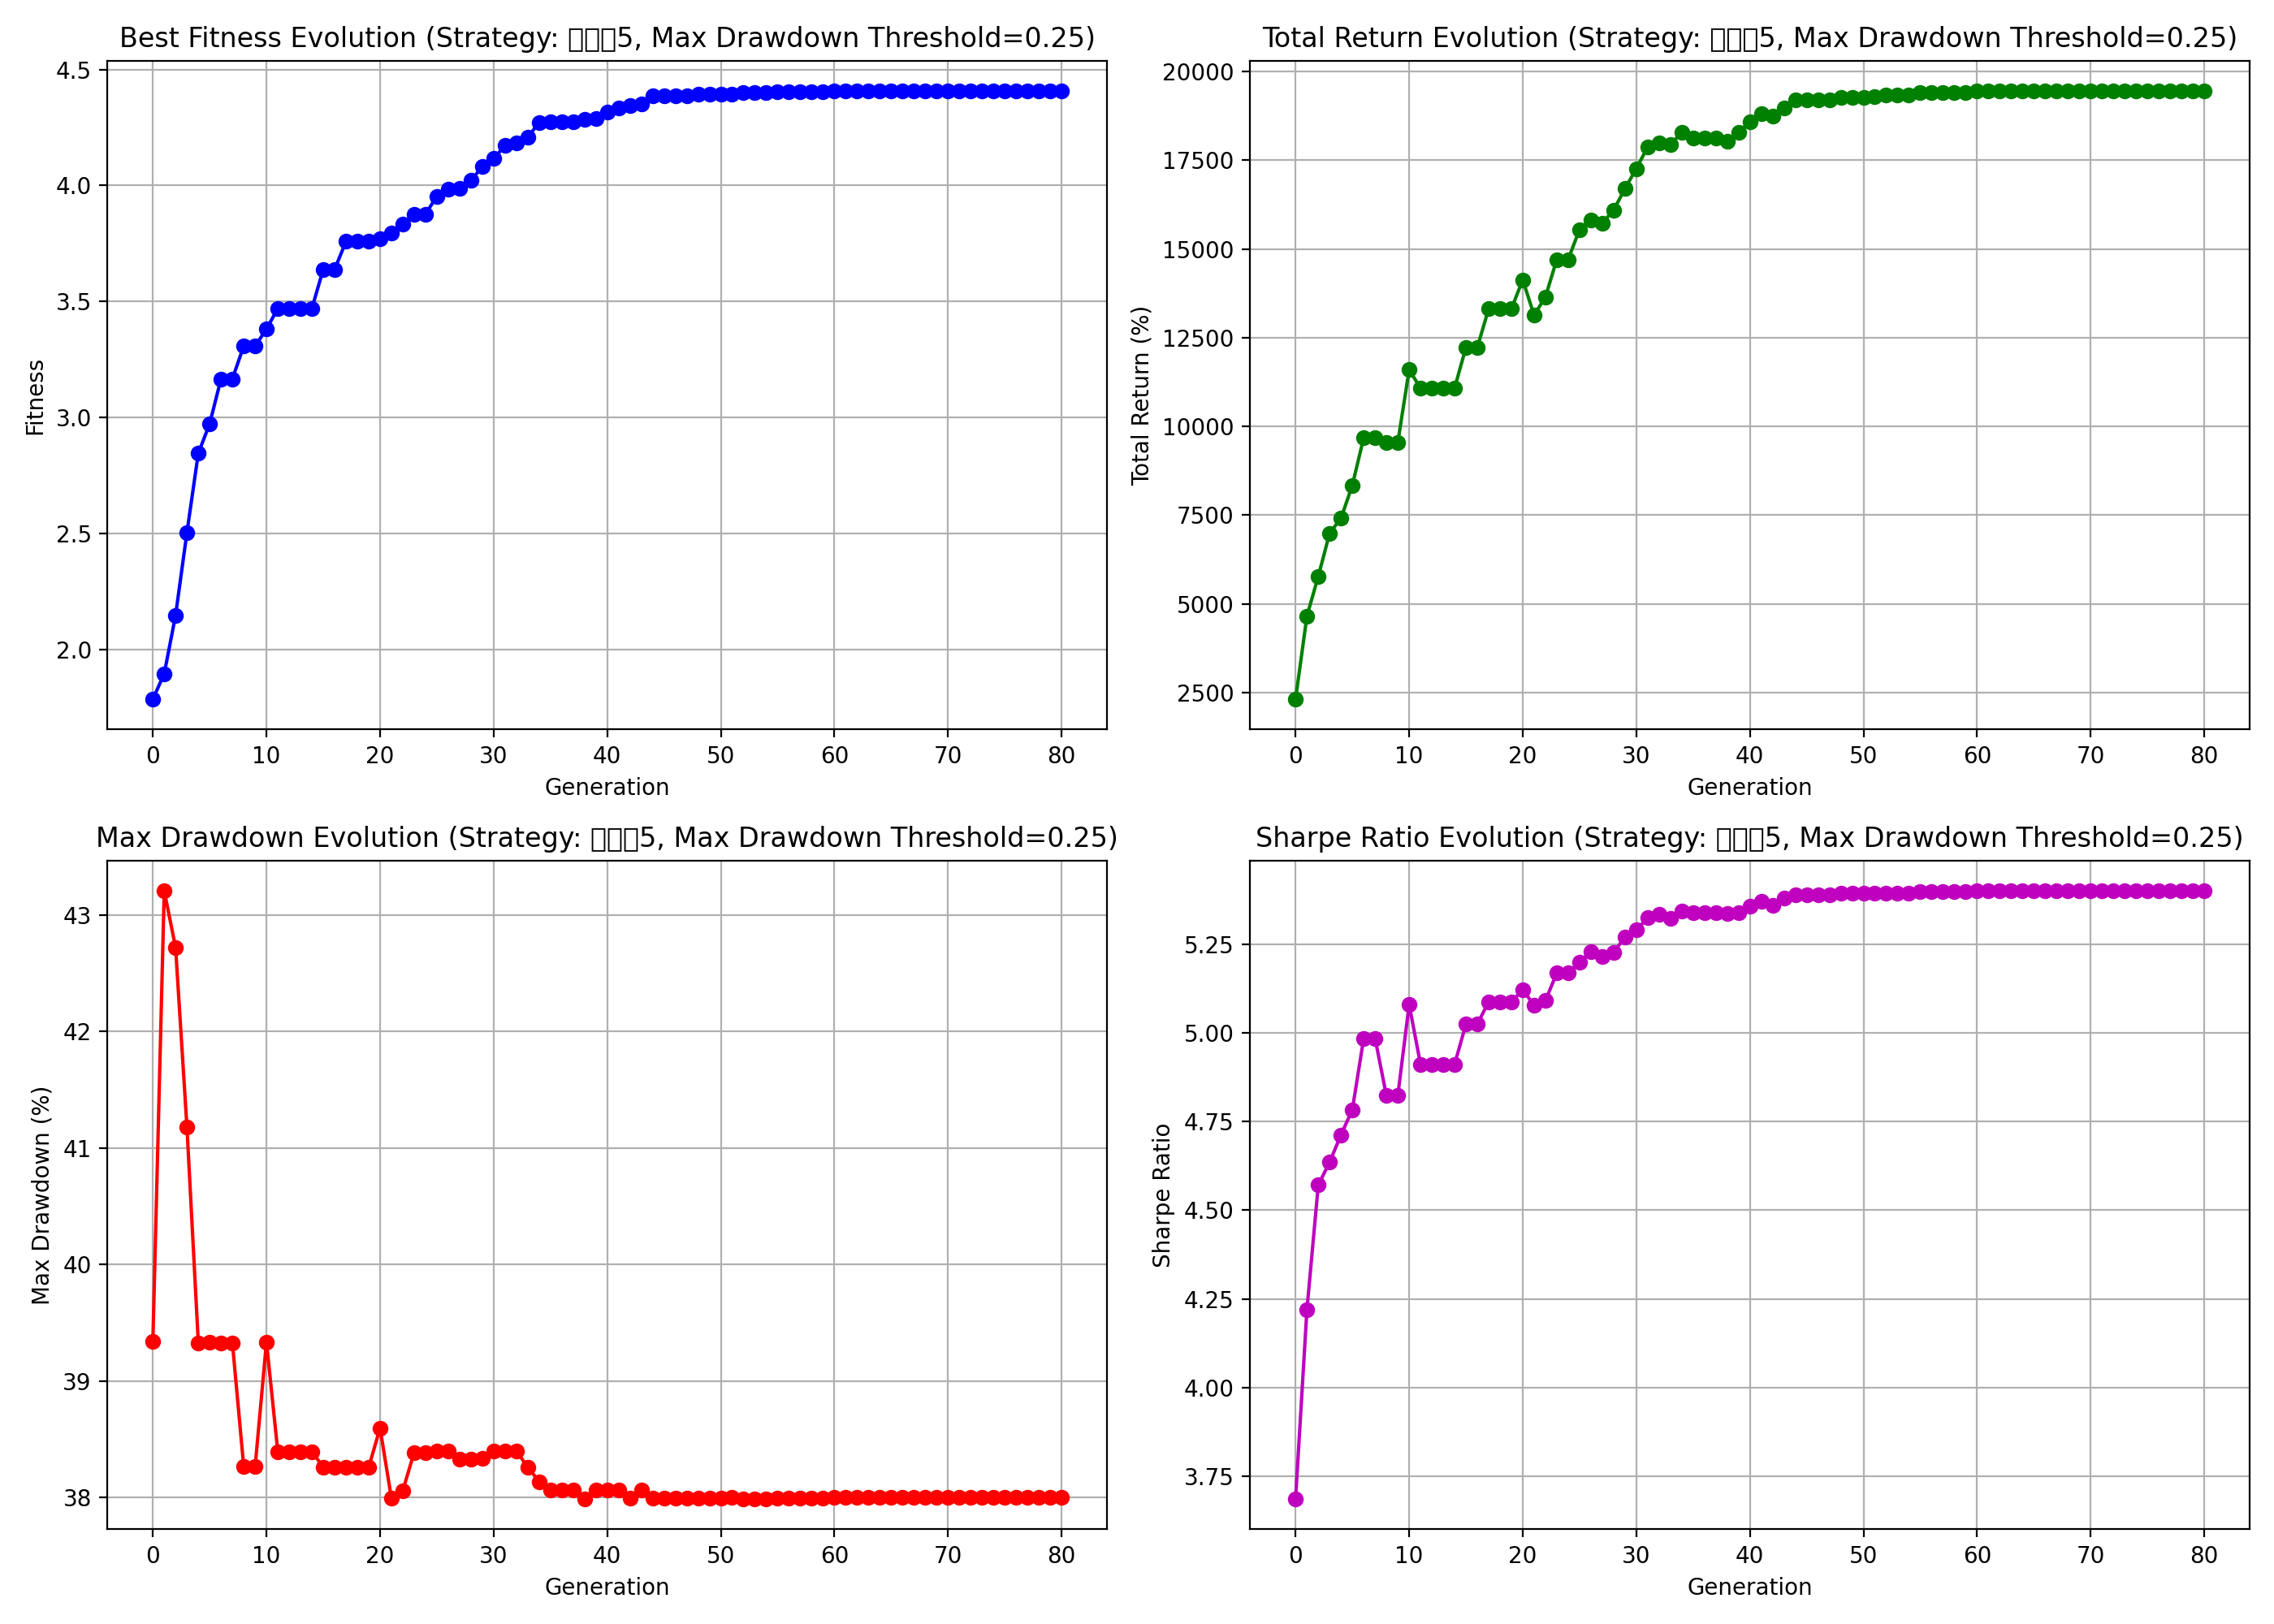 Best Fitness Evolution (Strategy: 5, Max Drawdown Threshold=0.25)
Fitness
4.5
4.0
3.5
3.0
2.5
2.0
0 10 20 30 40 50 60 70 80
Generation
Total Return Evolution (Strategy: 5, Max Drawdown Threshold=0.25)
Total Return (%)
20000
17500
15000
12500
10000
7500
5000
2500
0 10 20 30 40 50 60 70 80
Generation
Max Drawdown Evolution (Strategy: 5, Max Drawdown Threshold=0.25)
Max Drawdown (%)
43
42
41
40
39
38
0 10 20 30 40 50 60 70 80
Generation
Sharpe Ratio Evolution (Strategy: 5, Max Drawdown Threshold=0.25)
Sharpe Ratio
5.25
5.00
4.75
4.50
4.25
4.00
3.75
0 10 20 30 40 50 60 70 80
Generation